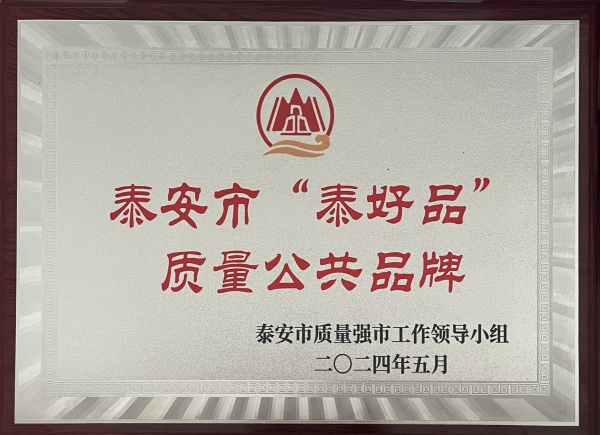 泰安市“泰好品”
质量公共品牌
泰安市质量强市工作领导小组
二〇二四年五月